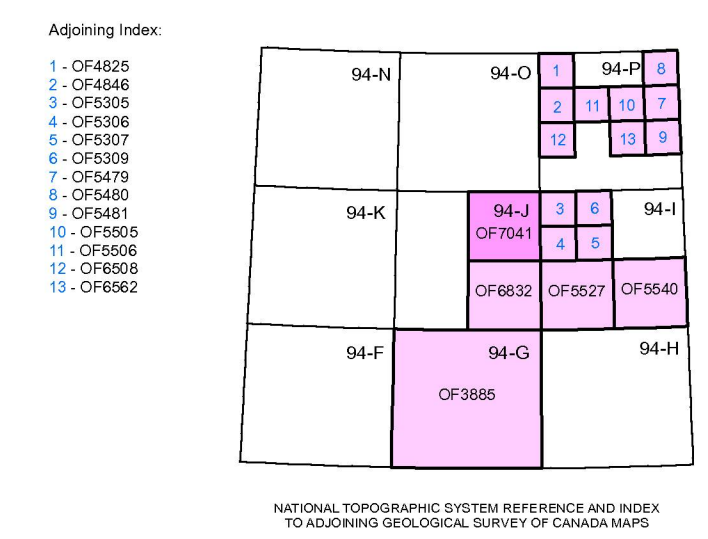 Adjoining Index:
1 - OF4825
2 - OF4846
3 - OF5305
4 - OF5306
5 - OF5307
6 - OF5309
7 - OF5479
8 - OF5480
9 - OF5481
10 - OF5505
11 - OF5506
12 - OF6508
13 - OF6562
94-N 94-O 1 94-P 8
2 11 10 7
12 13 9
94-K 94-J 3 6 94-I
OF7041
4 5
OF6832 OF5527 OF5540
94-F 94-G 94-H
OF3885
NATIONAL TOPOGRAPHIC SYSTEM REFERENCE AND INDEX
TO ADJOINING GEOLOGICAL SURVEY OF CANADA MAPS